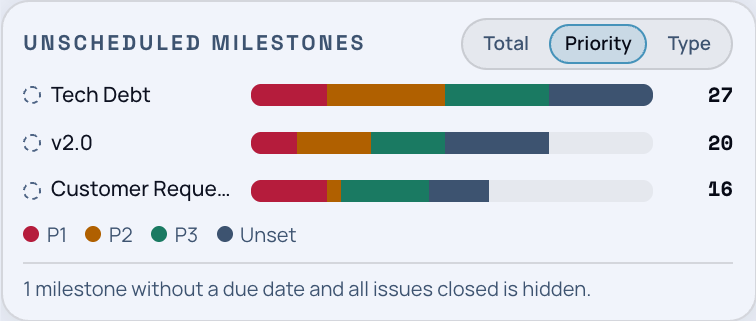 UNSCHEDULED MILESTONES Total Priority Type
Tech Debt 27
v2.0 20
Customer Reque... 16
P1 P2 P3 Unset
1 milestone without a due date and all issues closed is hidden.